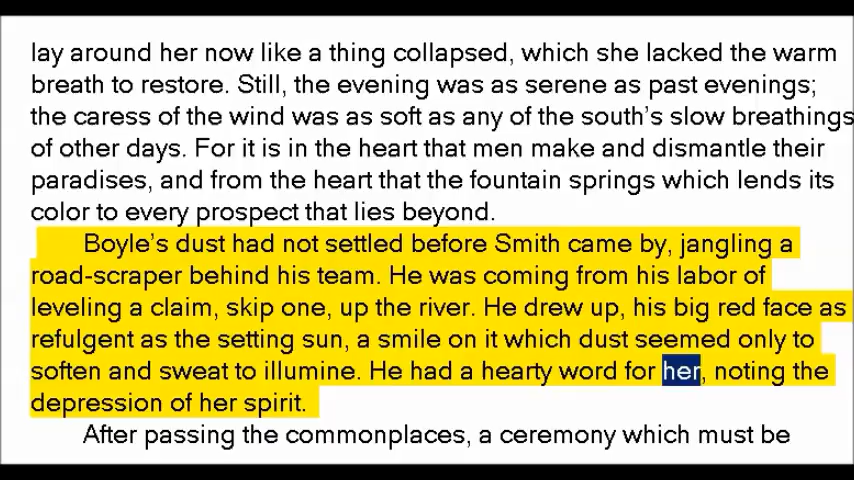 lay around her now like a thing collapsed, which she lacked the warm
breath to restore. Still, the evening was as serene as past evenings;
the caress of the wind was as soft as any of the south's slow breathings
of other days. For it is in the heart that men make and dismantle their
paradises, and from the heart that the fountain springs which lends its
color to every prospect that lies beyond.
Boyle's dust had not settled before Smith came by, jangling a
road-scraper behind his team. He was coming from his labor of
leveling a claim, skip one, up the river. He drew up, his big red face as
refulgent as the setting sun, a smile on it which dust seemed only to
soften and sweat to illumine. He had a hearty word for her, noting the
depression of her spirit.
After passing the commonplaces, a ceremony which must be